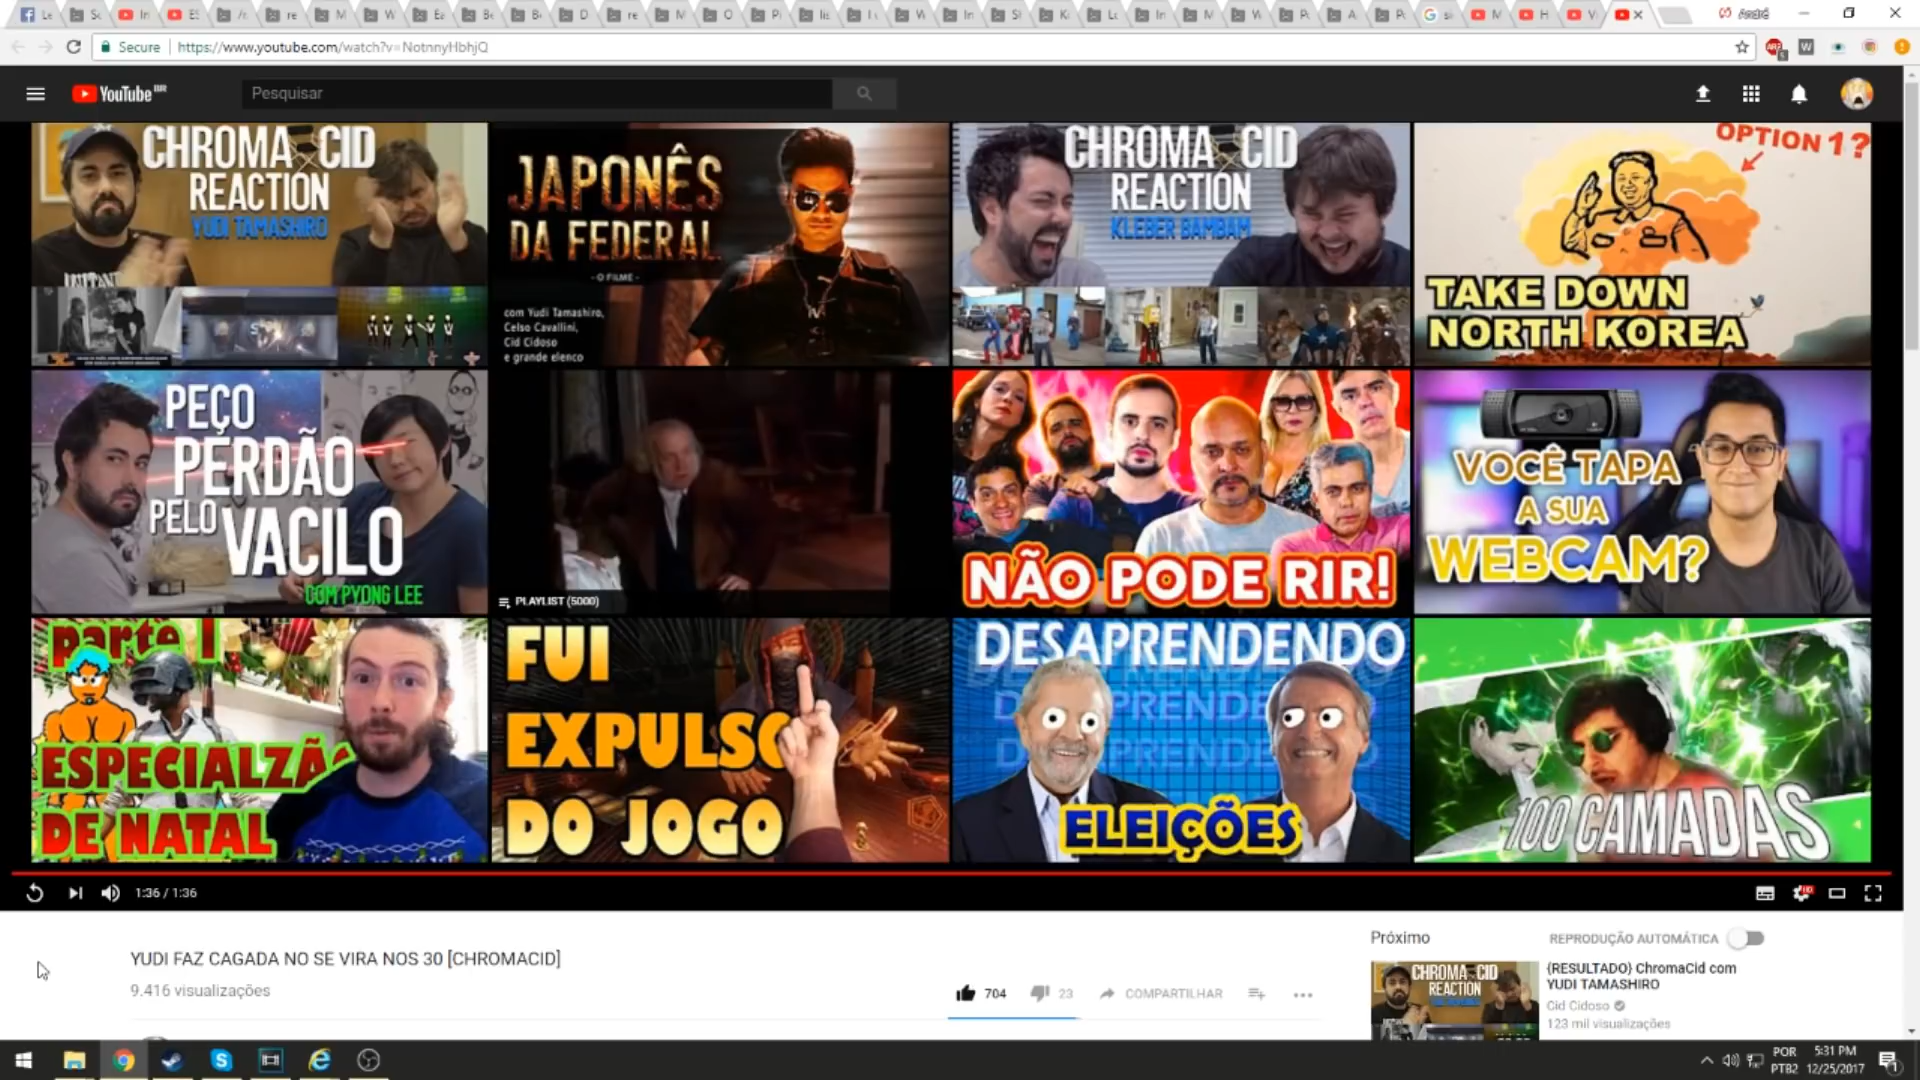 Secure
https://www.youtube.com/watch?v=NotnnyHbhjQ
André
YouTube BR
Pesquisar
CHROMA CID
REACTION
YUDI TAMASHIRO
JAPONÊS
DA FEDERAL
- O FILME -
com Yudi Tamashiro,
Celso Cavallini,
Cid Cidoso
e grande elenco
CHROMA CID
REACTION
KLEBER BAMBAM
OPTION 1?
TAKE DOWN
NORTH KOREA
PEÇO
PERDÃO
PELO VACILO
COM PYONG LEE
PLAYLIST (5000)
NÃO PODE RIR!
VOCÊ TAPA
A SUA
WEBCAM?
parte 1
ESPECIALZÃO
DE NATAL
FUI
EXPULSO
DO JOGO
DESAPRENDENDO
ELEIÇÕES
100 CAMADAS
1:36 / 1:36
HD
YUDI FAZ CAGADA NO SE VIRA NOS 30 [CHROMACID]
9.416 visualizações
704
23
COMPARTILHAR
Próximo
REPRODUÇÃO AUTOMÁTICA
CHROMA CID
REACTION
{RESULTADO} ChromaCid com
YUDI TAMASHIRO
Cid Cidoso
123 mil visualizações
POR
PTB2
5:31 PM
12/25/2017
1